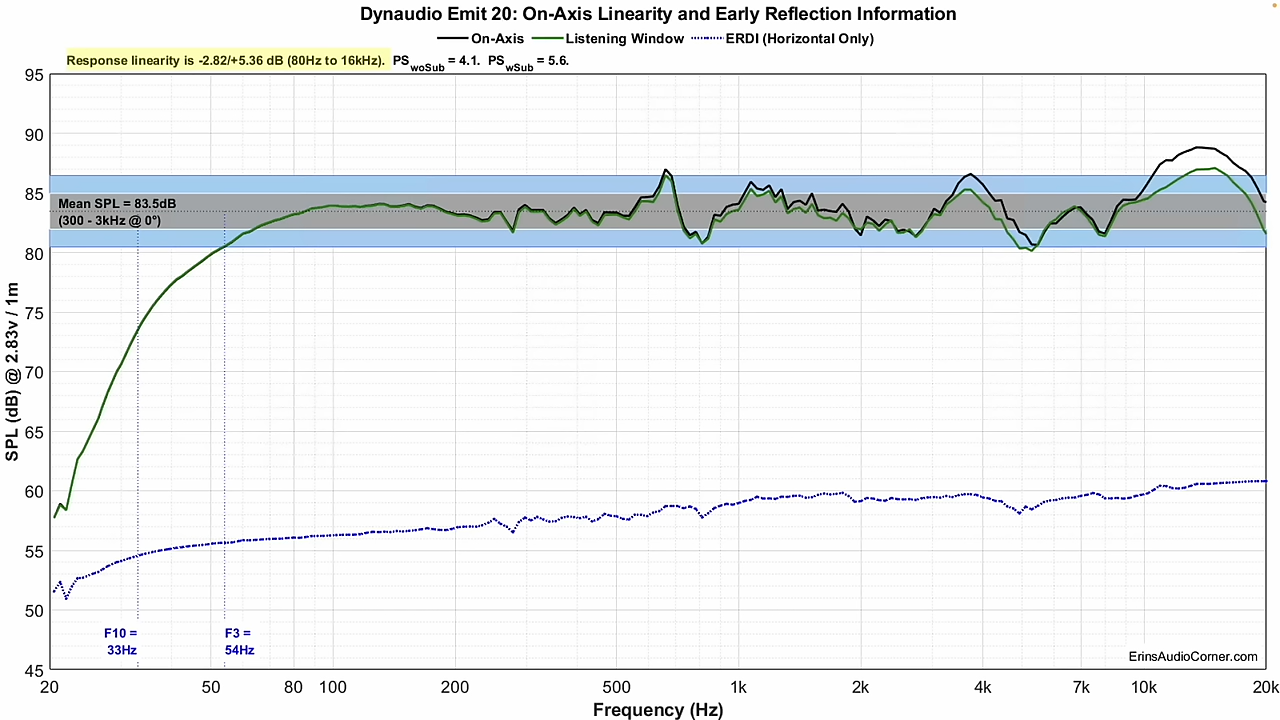 Dynaudio Emit 20: On-Axis Linearity and Early Reflection Information
On-Axis Listening Window ERDI (Horizontal Only)
Response linearity is -2.82/+5.36 dB (80Hz to 16kHz). PSwoSub = 4.1. PSwSub = 5.6.
95
90
85
Mean SPL = 83.5dB
(300 - 3kHz @ 0°)
80
75
70
65
60
55
50
45
SPL (dB) @ 2.83v / 1m
F10 =
33Hz
F3 =
54Hz
ErinsAudioCorner.com
20 50 80 100 200 500 1k 2k 4k 7k 10k 20k
Frequency (Hz)